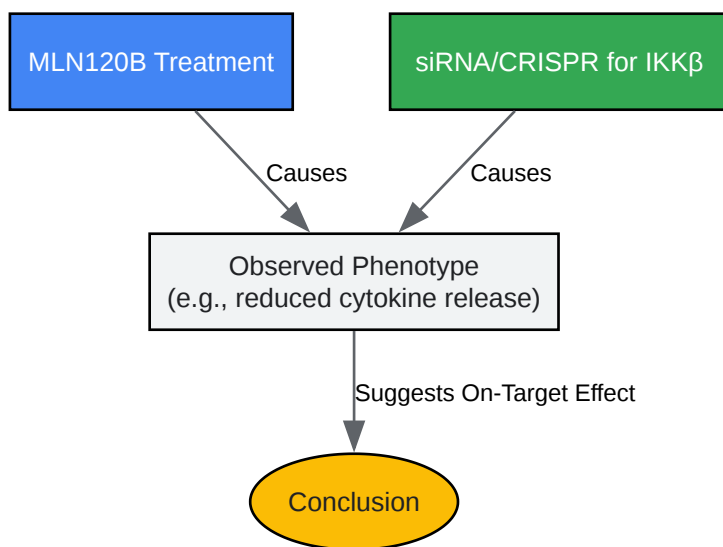 MLN120B Treatment
siRNA/CRISPR for IKKβ
Causes
Causes
Observed Phenotype
(e.g., reduced cytokine release)
Suggests On-Target Effect
Conclusion